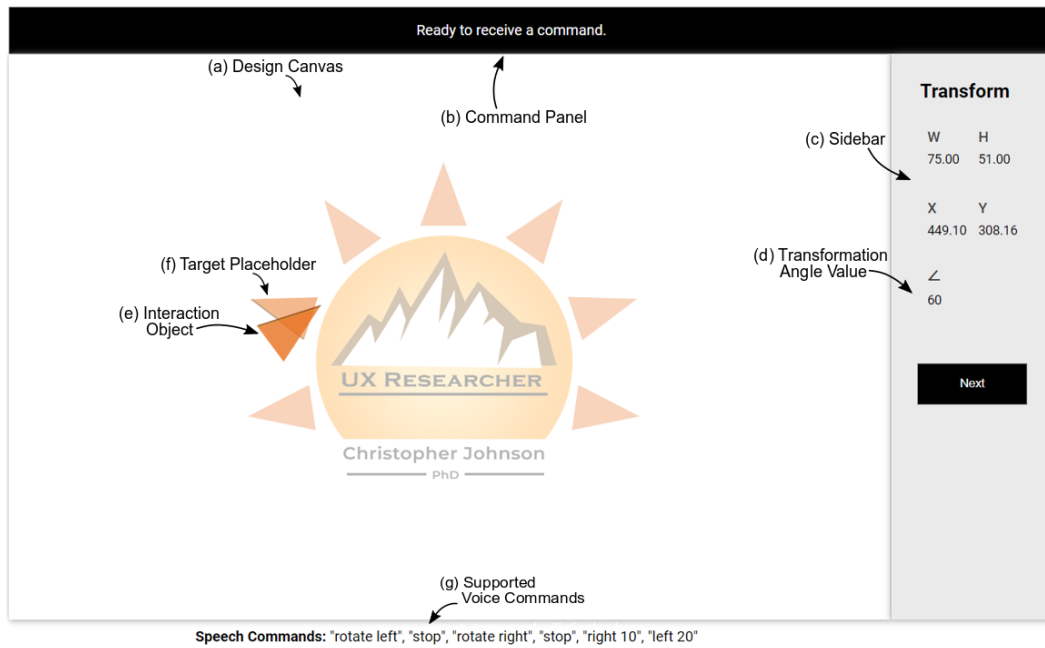 Ready to receive a command.
(a) Design Canvas
(b) Command Panel
Transform
(c) Sidebar
W H
75.00 51.00
X Y
449.10 308.16
(d) Transformation
Angle Value
∠
60
(f) Target Placeholder
(e) Interaction
Object
UX RESEARCHER
Next
Christopher Johnson
PhD
(g) Supported
Voice Commands
Speech Commands: "rotate left", "stop", "rotate right", "stop", "right 10", "left 20"